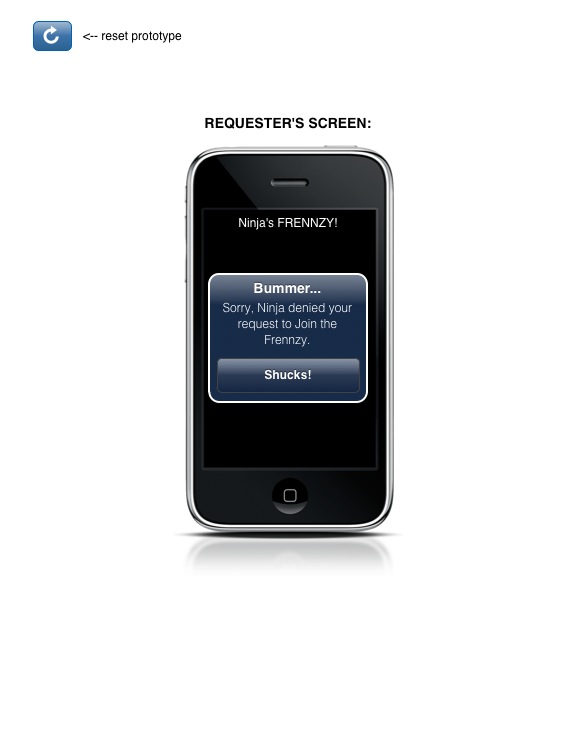 <-- reset prototype
REQUESTER'S SCREEN:
Ninja's FRENNZY!
Bummer...
Sorry, Ninja denied your
request to Join the
Frennzy.
Shucks!